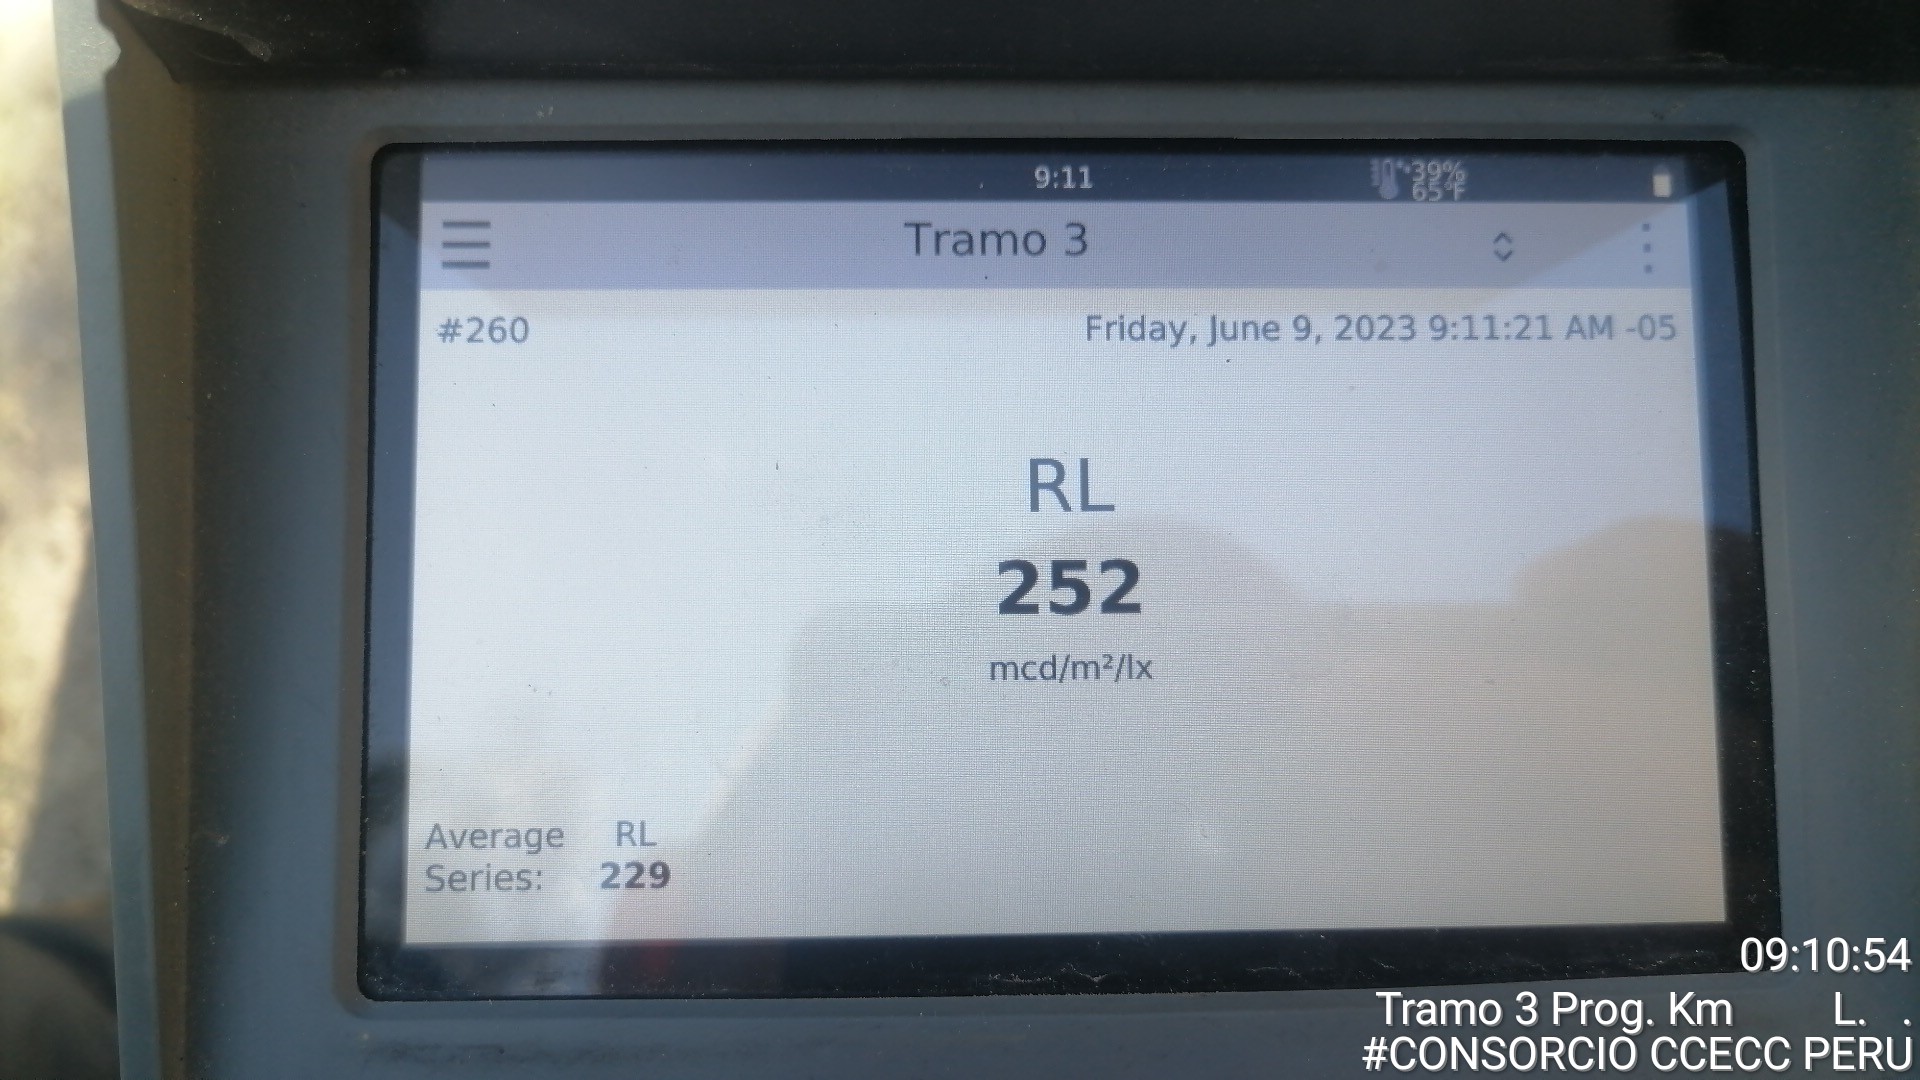 9:11
39%
65°F
Tramo 3
#260
Friday, June 9, 2023 9:11:21 AM -05
RL
252
mcd/m²/lx
Average RL
Series: 229
09:10:54
Tramo 3 Prog. Km L. .
#CONSORCIO CCECC PERU